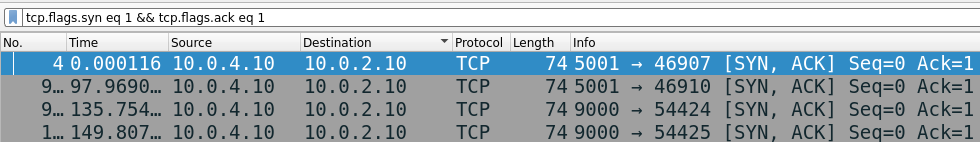 tcp.flags.syn eq 1 && tcp.flags.ack eq 1
No. Time Source Destination Protocol Length Info
4 0.000116 10.0.4.10 10.0.2.10 TCP 74 5001 → 46907 [SYN, ACK] Seq=0 Ack=1
9… 97.9690… 10.0.4.10 10.0.2.10 TCP 74 5001 → 46910 [SYN, ACK] Seq=0 Ack=1
9… 135.754… 10.0.4.10 10.0.2.10 TCP 74 9000 → 54424 [SYN, ACK] Seq=0 Ack=1
1… 149.807… 10.0.4.10 10.0.2.10 TCP 74 9000 → 54425 [SYN, ACK] Seq=0 Ack=1